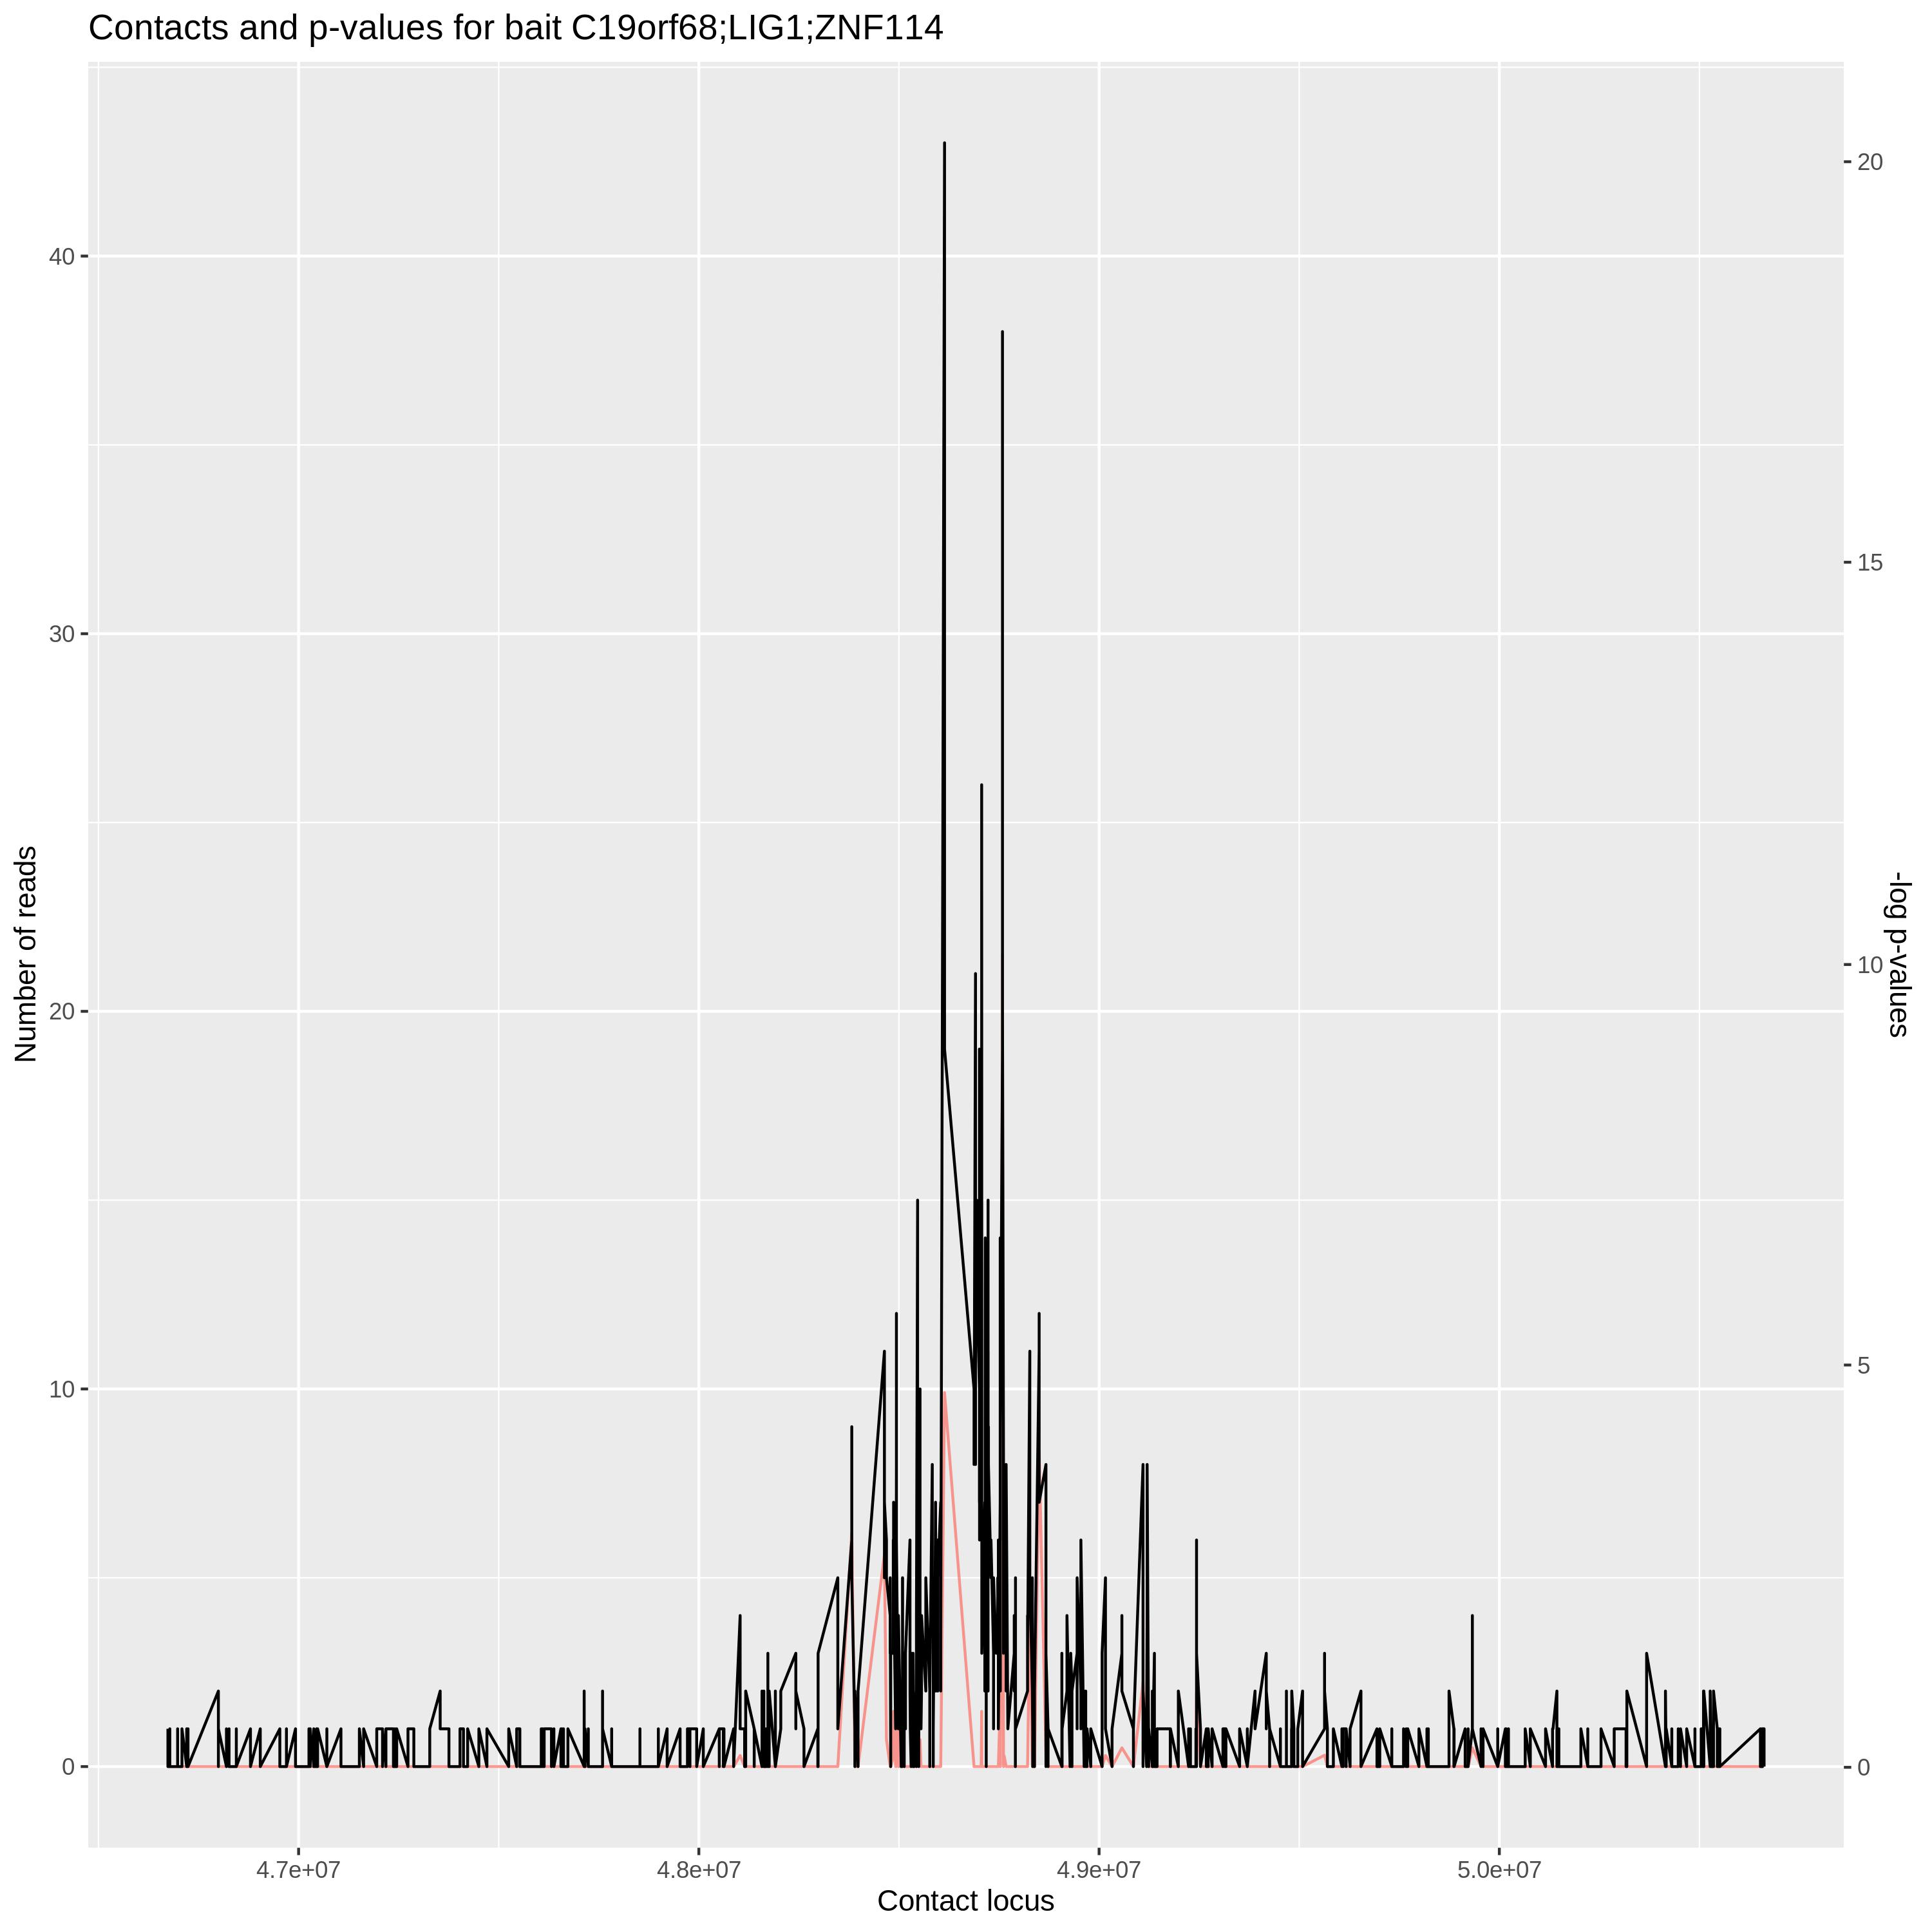 Contacts and p-values for bait C19orf68;LIG1;ZNF114
40
30
20
10
0
Number of reads
20
15
10
5
0
-log p-values
4.7e+07 4.8e+07 4.9e+07 5.0e+07
Contact locus